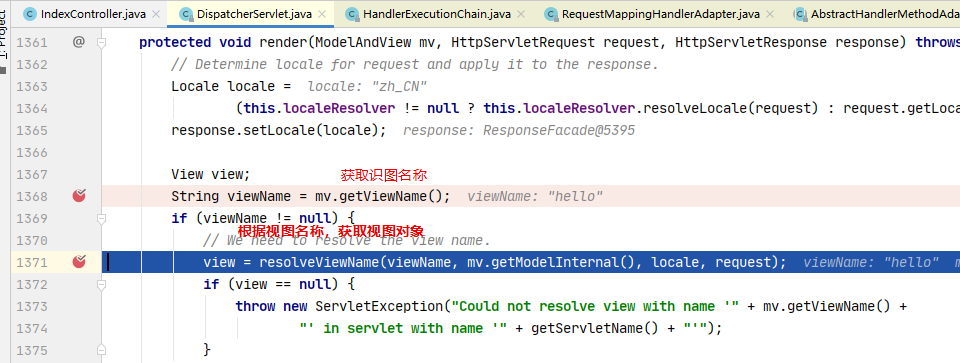 IndexController.java DispatcherServlet.java HandlerExecutionChain.java RequestMappingHandlerAdapter.java AbstractHandlerMethodAda
1: Project
1361 @ protected void render(ModelAndView mv, HttpServletRequest request, HttpServletResponse response) throws
1362 // Determine locale for request and apply it to the response.
1363 Locale locale = locale: "zh_CN"
1364 (this.localeResolver != null ? this.localeResolver.resolveLocale(request) : request.getLoca
1365 response.setLocale(locale); response: ResponseFacade@5395
1366
1367 View view; 获取识图名称
1368 String viewName = mv.getViewName(); viewName: "hello"
1369 if (viewName != null) {
根据视图名称，获取视图对象
1370 // We need to resolve the view name.
1371 view = resolveViewName(viewName, mv.getModelInternal(), locale, request); viewName: "hello" m
1372 if (view == null) {
1373 throw new ServletException("Could not resolve view with name '" + mv.getViewName() +
1374 "' in servlet with name '" + getServletName() + "'");
1375 }